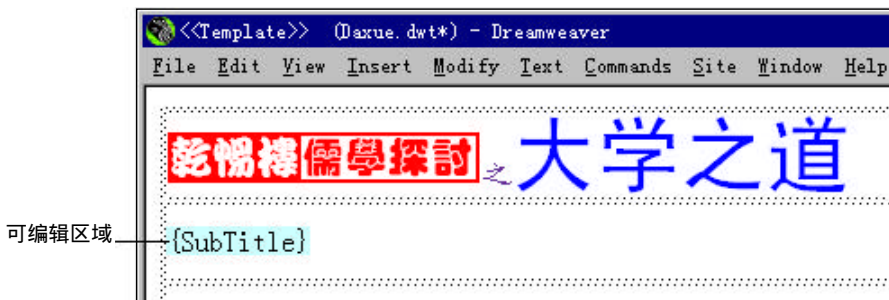 <<Template>> (Daxue.dwt*) - Dreamweaver
File Edit View Insert Modify Text Commands Site Window Help
乾惕樓儒學探討之大学之道
可编辑区域
{SubTitle}